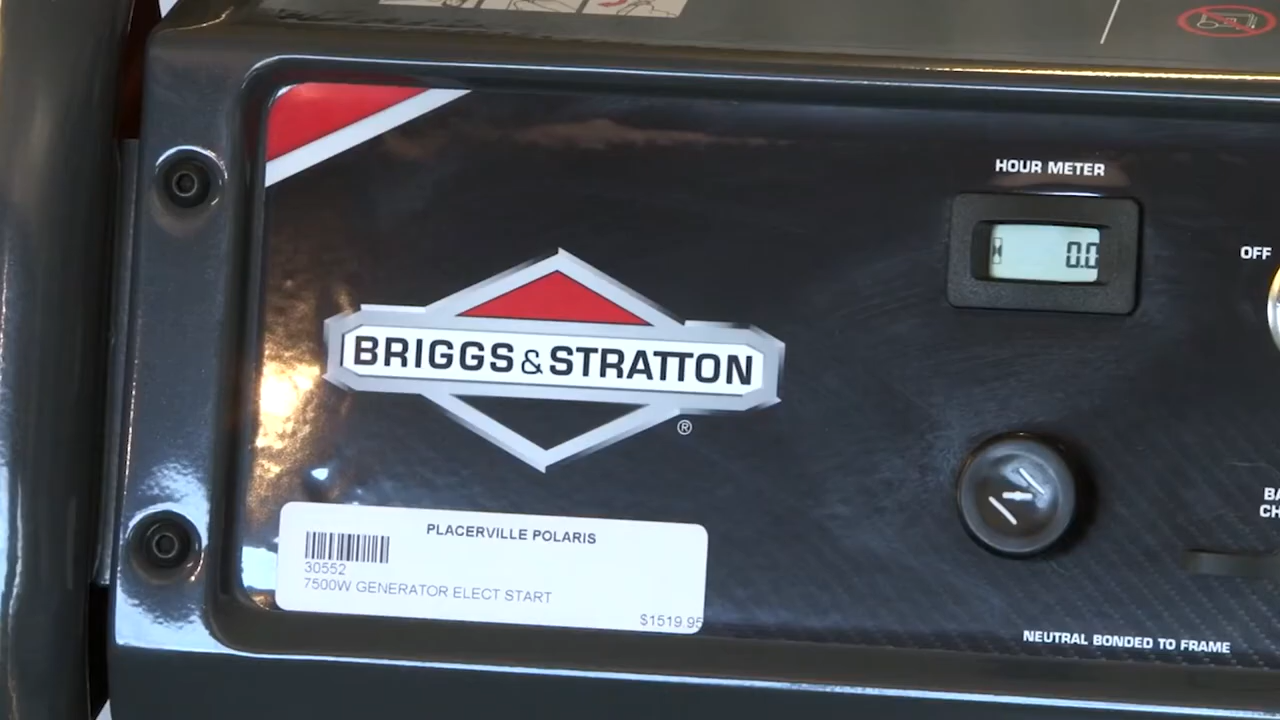 HOUR METER
0.0
OFF
BRIGGS & STRATTON
®
PLACERVILLE POLARIS
30552
7500W GENERATOR ELECT START
$1519.95
NEUTRAL BONDED TO FRAME